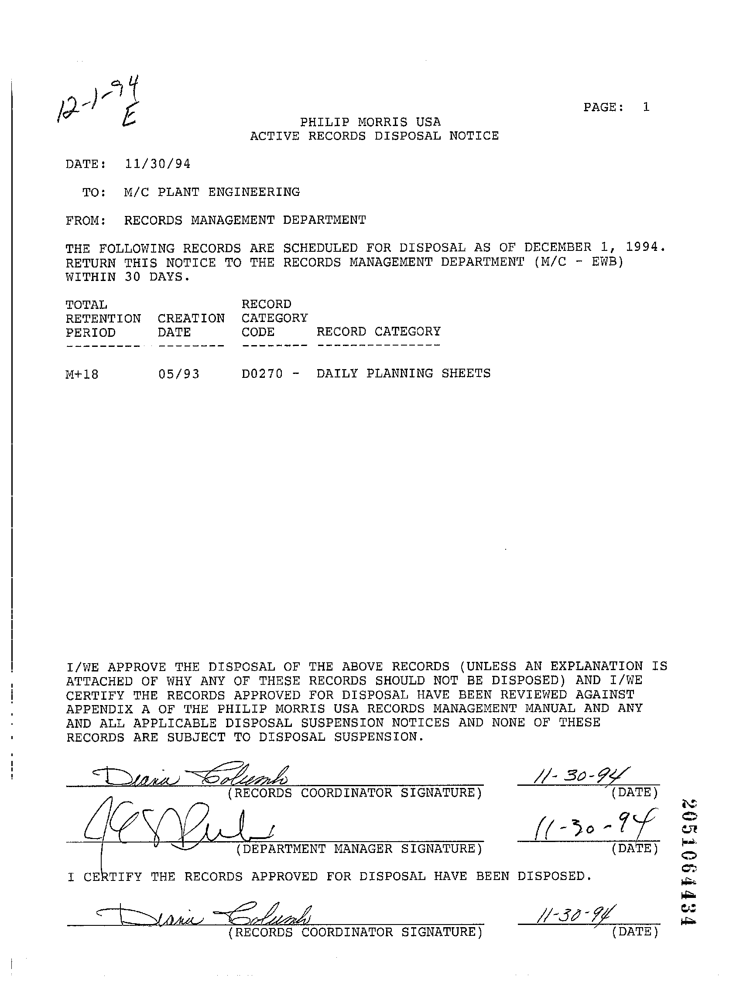 12-1-94
E
PAGE: 1
PHILIP MORRIS USA
ACTIVE RECORDS DISPOSAL NOTICE
DATE: 11/30/94
TO: M/C PLANT ENGINEERING
FROM: RECORDS MANAGEMENT DEPARTMENT
THE FOLLOWING RECORDS ARE SCHEDULED FOR DISPOSAL AS OF DECEMBER 1, 1994.
RETURN THIS NOTICE TO THE RECORDS MANAGEMENT DEPARTMENT (M/C - EWB)
WITHIN 30 DAYS.
TOTAL RECORD
RETENTION CREATION CATEGORY
PERIOD DATE CODE RECORD CATEGORY
--------- -------- -------- ---------------
M+18 05/93 D0270 - DAILY PLANNING SHEETS
I/WE APPROVE THE DISPOSAL OF THE ABOVE RECORDS (UNLESS AN EXPLANATION IS
ATTACHED OF WHY ANY OF THESE RECORDS SHOULD NOT BE DISPOSED) AND I/WE
CERTIFY THE RECORDS APPROVED FOR DISPOSAL HAVE BEEN REVIEWED AGAINST
APPENDIX A OF THE PHILIP MORRIS USA RECORDS MANAGEMENT MANUAL AND ANY
AND ALL APPLICABLE DISPOSAL SUSPENSION NOTICES AND NONE OF THESE
RECORDS ARE SUBJECT TO DISPOSAL SUSPENSION.
11-30-94
(RECORDS COORDINATOR SIGNATURE) (DATE)
11-30-94
(DEPARTMENT MANAGER SIGNATURE) (DATE)
I CERTIFY THE RECORDS APPROVED FOR DISPOSAL HAVE BEEN DISPOSED.
11-30-94
(RECORDS COORDINATOR SIGNATURE) (DATE)
2051064434